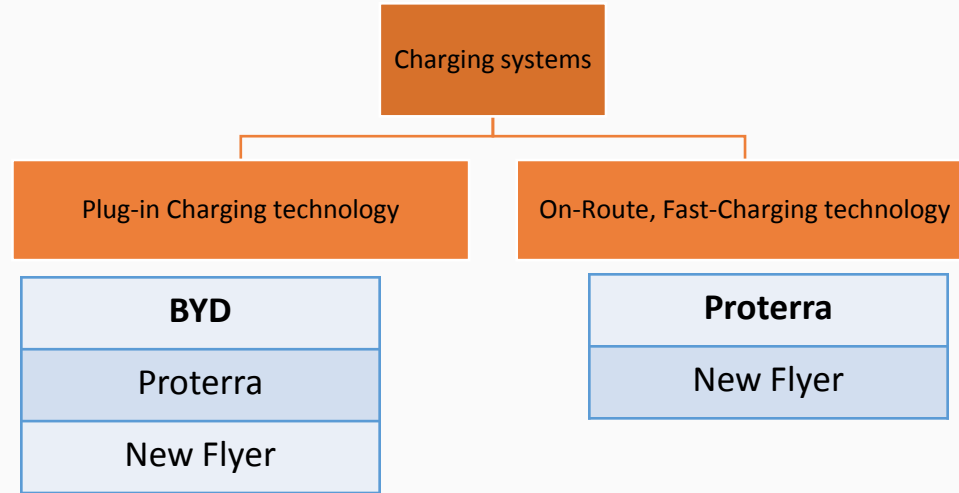 Charging systems
Plug-in Charging technology
On-Route, Fast-Charging technology
BYD
Proterra
New Flyer
Proterra
New Flyer